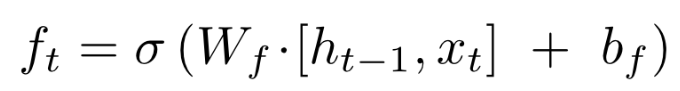 f_t = σ (W_f · [h_{t−1}, x_t] + b_f)